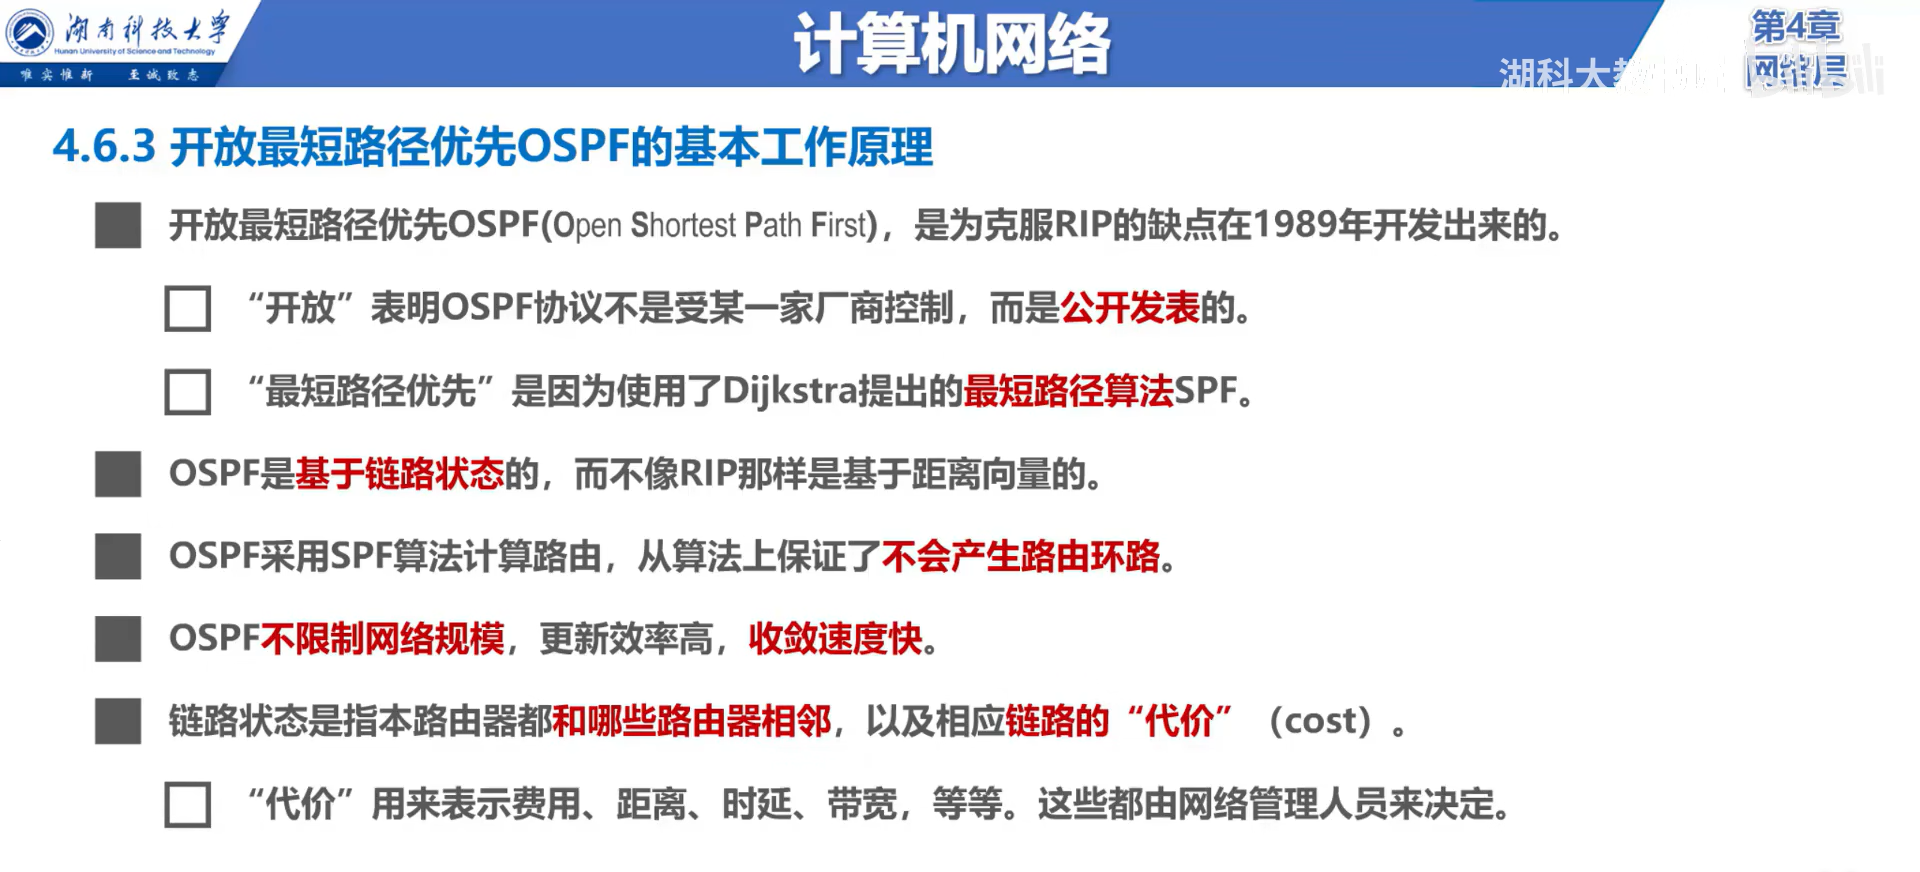 湖南科技大学
Hunan University of Science and Technology
唯实惟新 至诚致志
计算机网络
第4章
网络层
湖科大教
4.6.3 开放最短路径优先OSPF的基本工作原理
开放最短路径优先OSPF(Open Shortest Path First)，是为克服RIP的缺点在1989年开发出来的。
“开放”表明OSPF协议不是受某一家厂商控制，而是公开发表的。
“最短路径优先”是因为使用了Dijkstra提出的最短路径算法SPF。
OSPF是基于链路状态的，而不像RIP那样是基于距离向量的。
OSPF采用SPF算法计算路由，从算法上保证了不会产生路由环路。
OSPF不限制网络规模，更新效率高，收敛速度快。
链路状态是指本路由器都和哪些路由器相邻，以及相应链路的“代价”（cost）。
“代价”用来表示费用、距离、时延、带宽，等等。这些都由网络管理人员来决定。